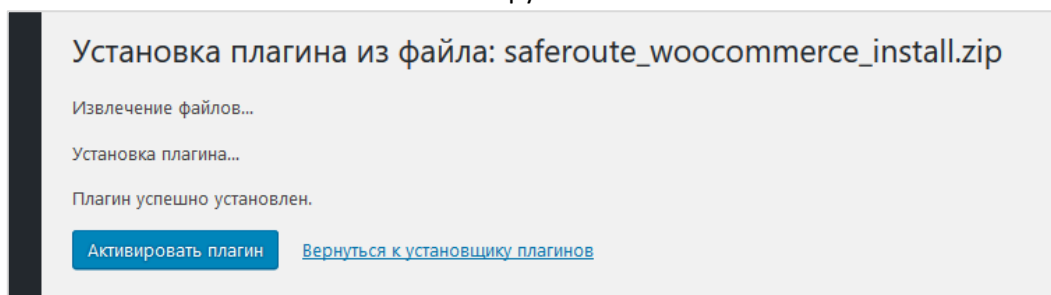 Установка плагина из файла: saferoute_woocommerce_install.zip
Извлечение файлов...
Установка плагина...
Плагин успешно установлен.
Активировать плагин Вернуться к установщику плагинов